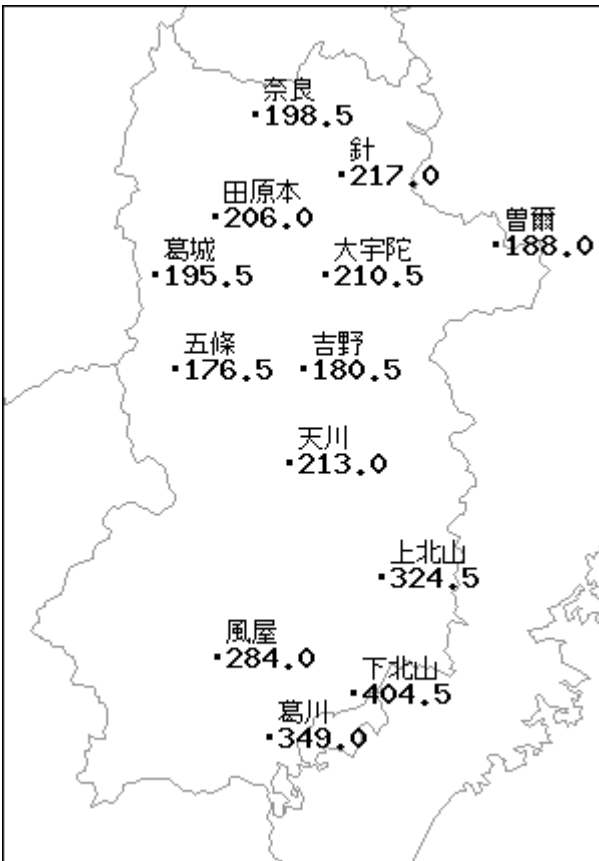 奈良
198.5
針
217.0
田原本
206.0
曽爾
188.0
葛城
195.5
大宇陀
210.5
五條
176.5
吉野
180.5
天川
213.0
上北山
324.5
風屋
284.0
下北山
404.5
葛川
349.0